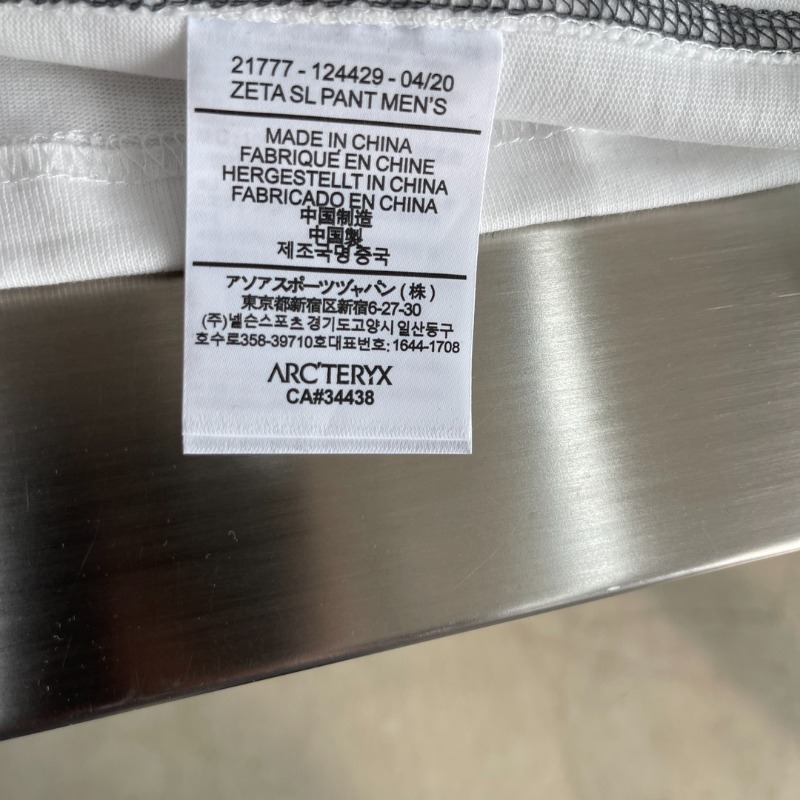 21777 - 124429 - 04/20
ZETA SL PANT MEN'S
MADE IN CHINA
FABRIQUÉ EN CHINE
HERGESTELLT IN CHINA
FABRICADO EN CHINA
中国制造
中国製
제조국명 중국
アソアスポーツヅャパン (株)
東京都新宿区新宿6-27-30
(주)넬슨스포츠 경기도고양시 일산동구
호수로358-39710호대표번호: 1644-1708
ARC'TERYX
CA#34438